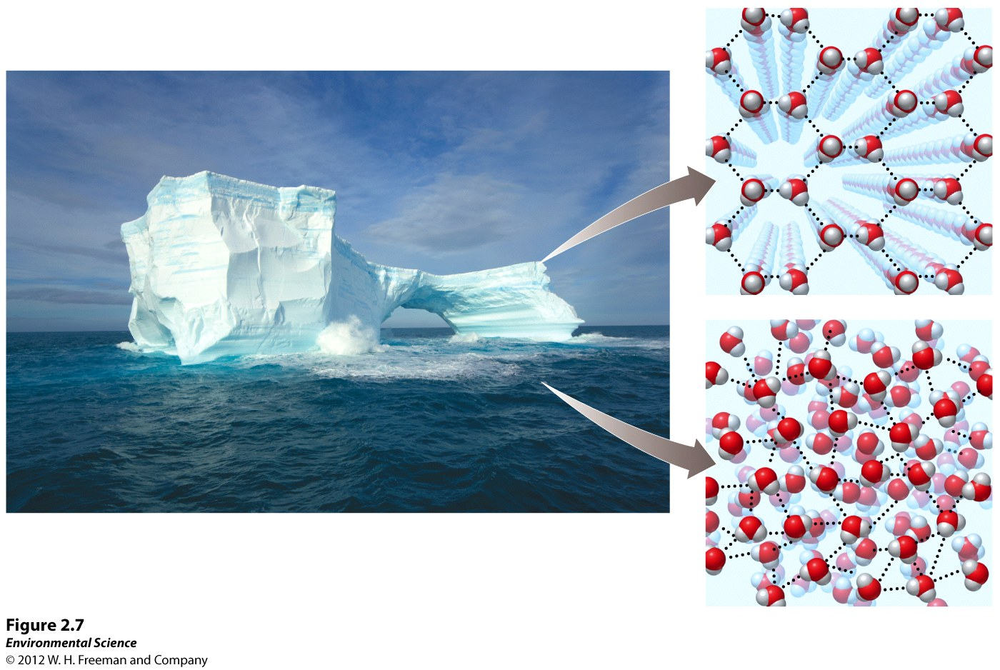 Figure 2.7
Environmental Science
© 2012 W. H. Freeman and Company